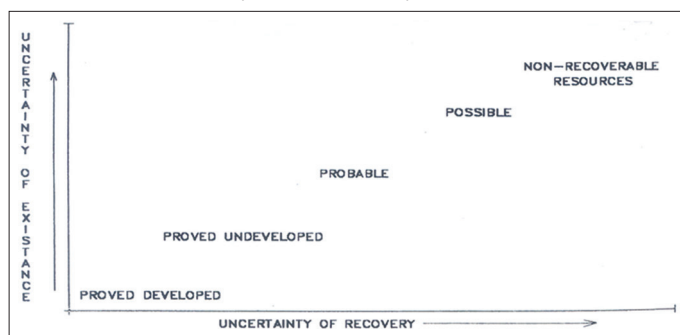 UNCERTAINTY OF EXISTANCE
NON-RECOVERABLE
RESOURCES
POSSIBLE
PROBABLE
PROVED UNDEVELOPED
PROVED DEVELOPED
UNCERTAINTY OF RECOVERY